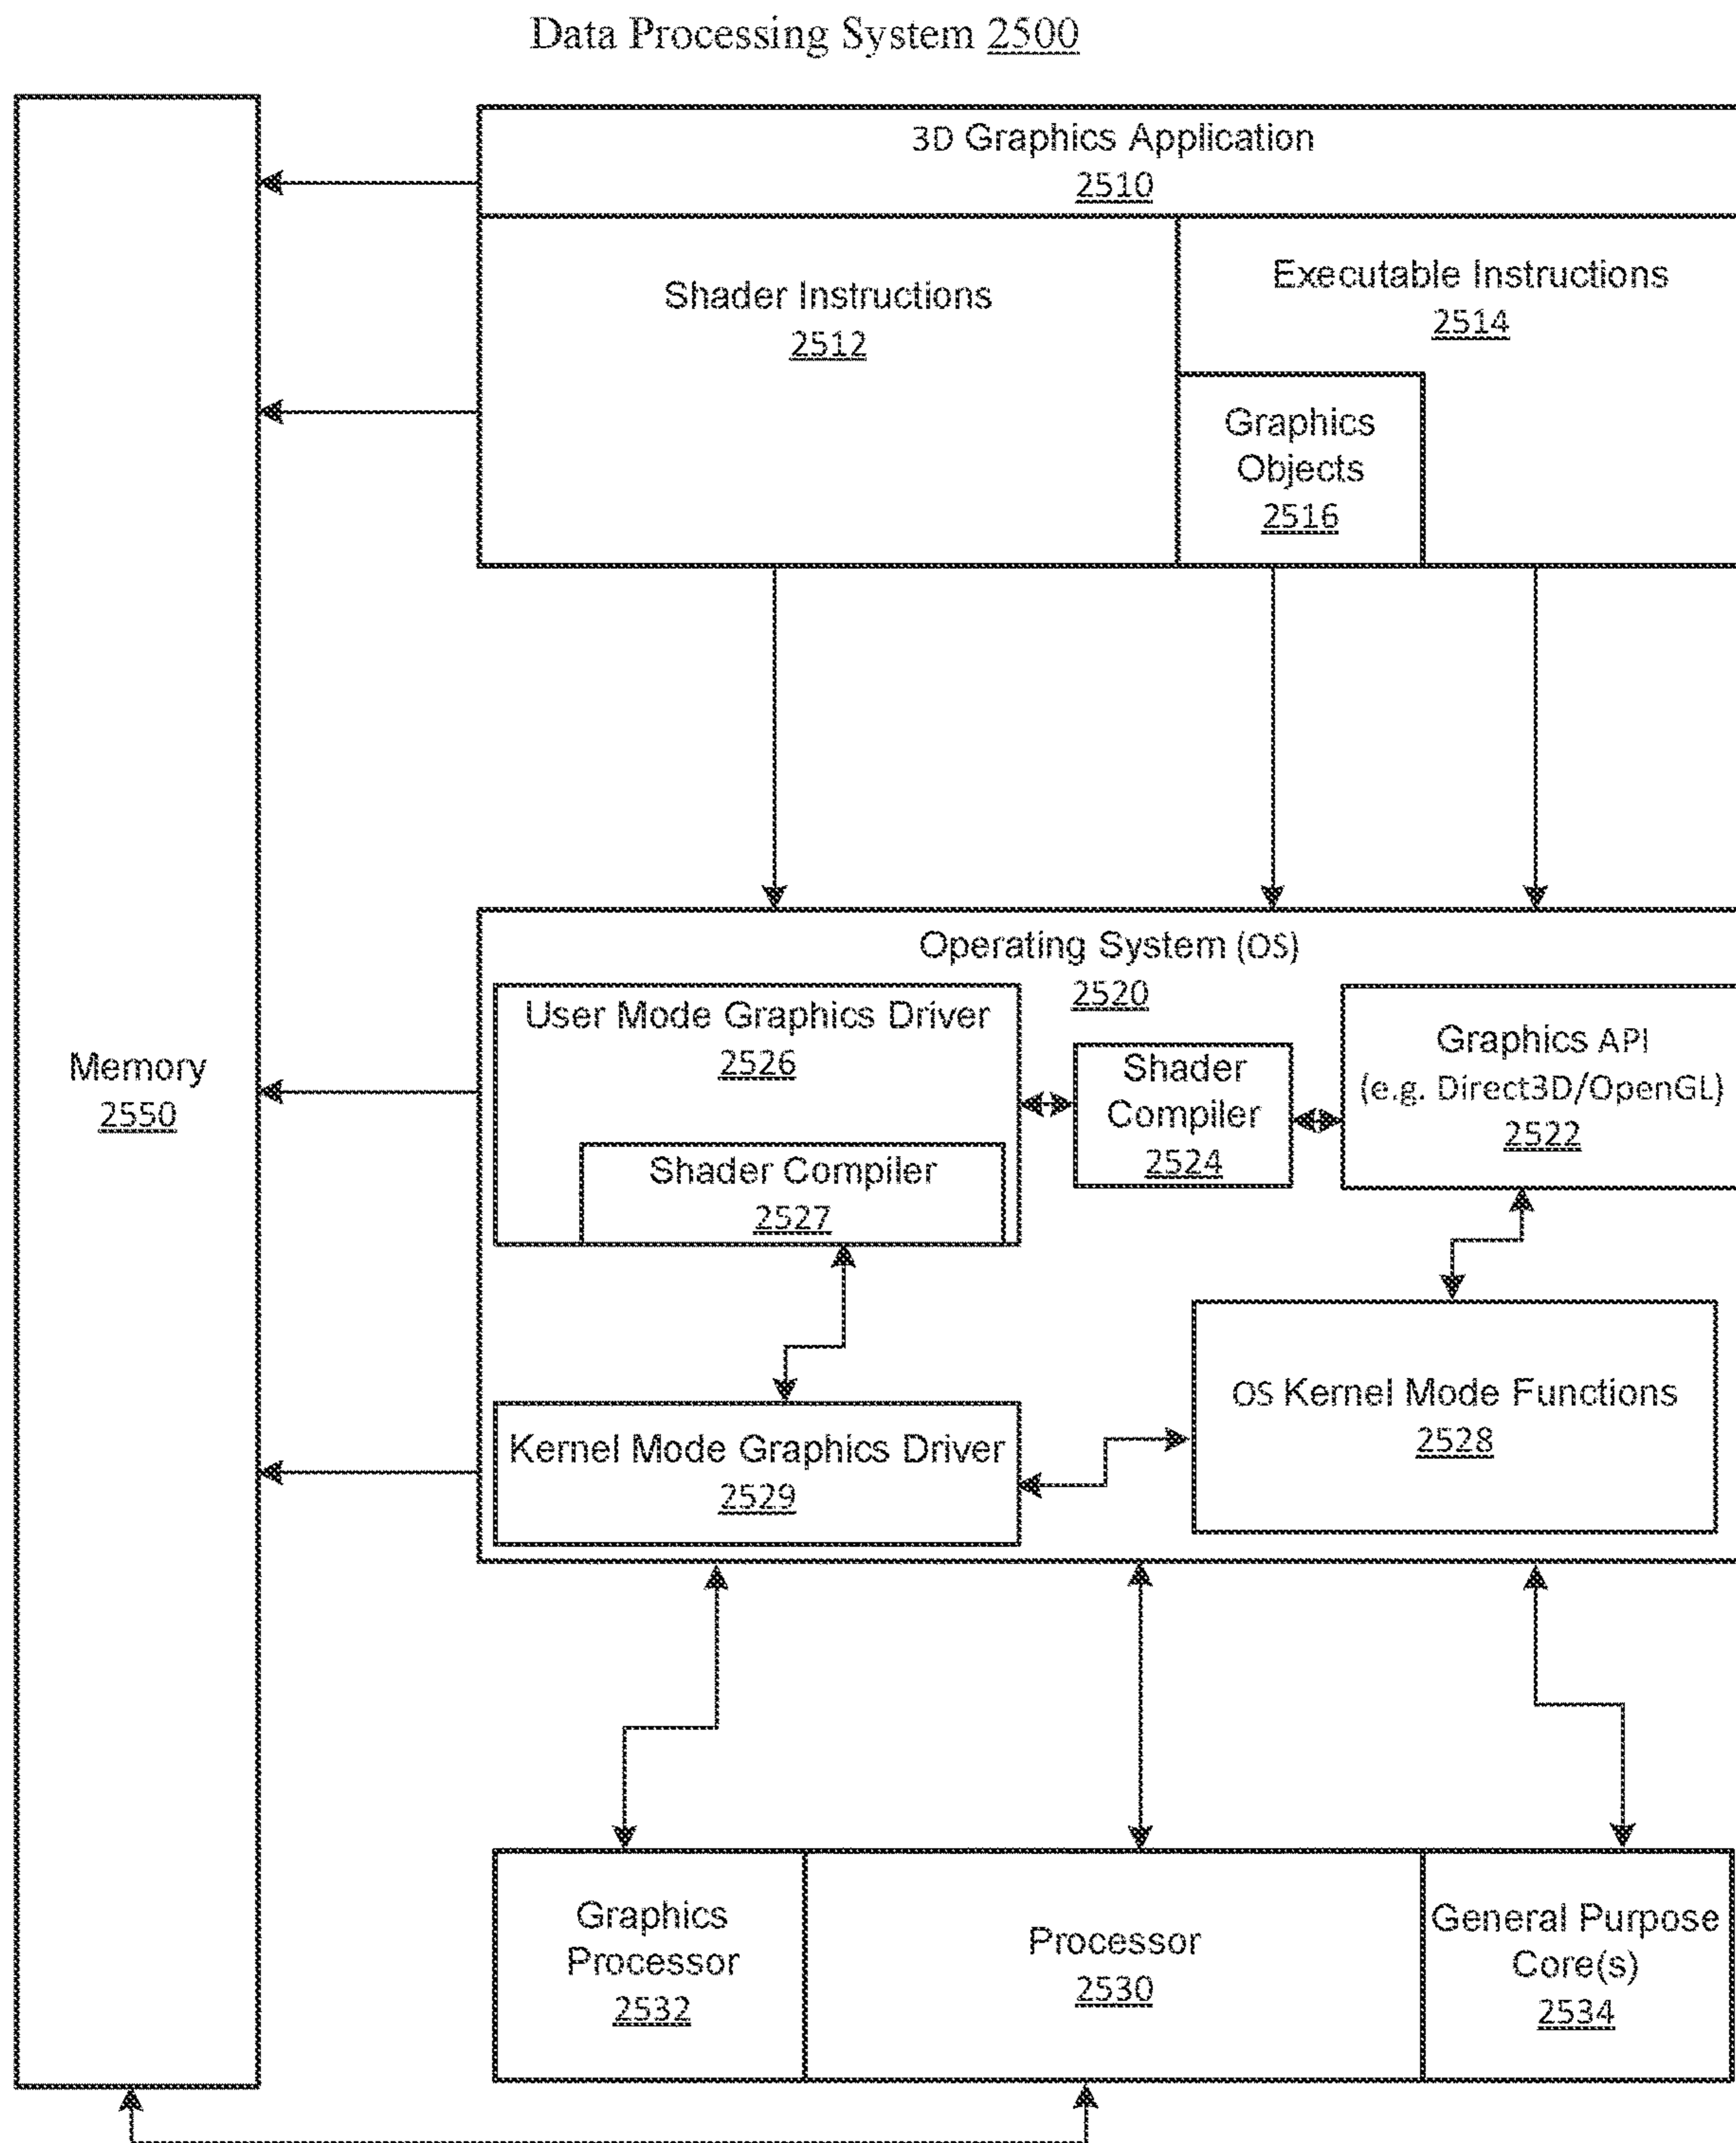 Data Processing System 2500
3D Graphics Application
2510
Shader Instructions
2512
Executable Instructions
2514
Graphics
Objects
2516
Memory
2550
Operating System (OS)
2520
User Mode Graphics Driver
2526
Shader Compiler
2527
Shader
Compiler
2524
Graphics API
(e.g. Direct3D/OpenGL)
2522
OS Kernel Mode Functions
2528
Kernel Mode Graphics Driver
2529
Graphics
Processor
2532
Processor
2530
General Purpose
Core(s)
2534